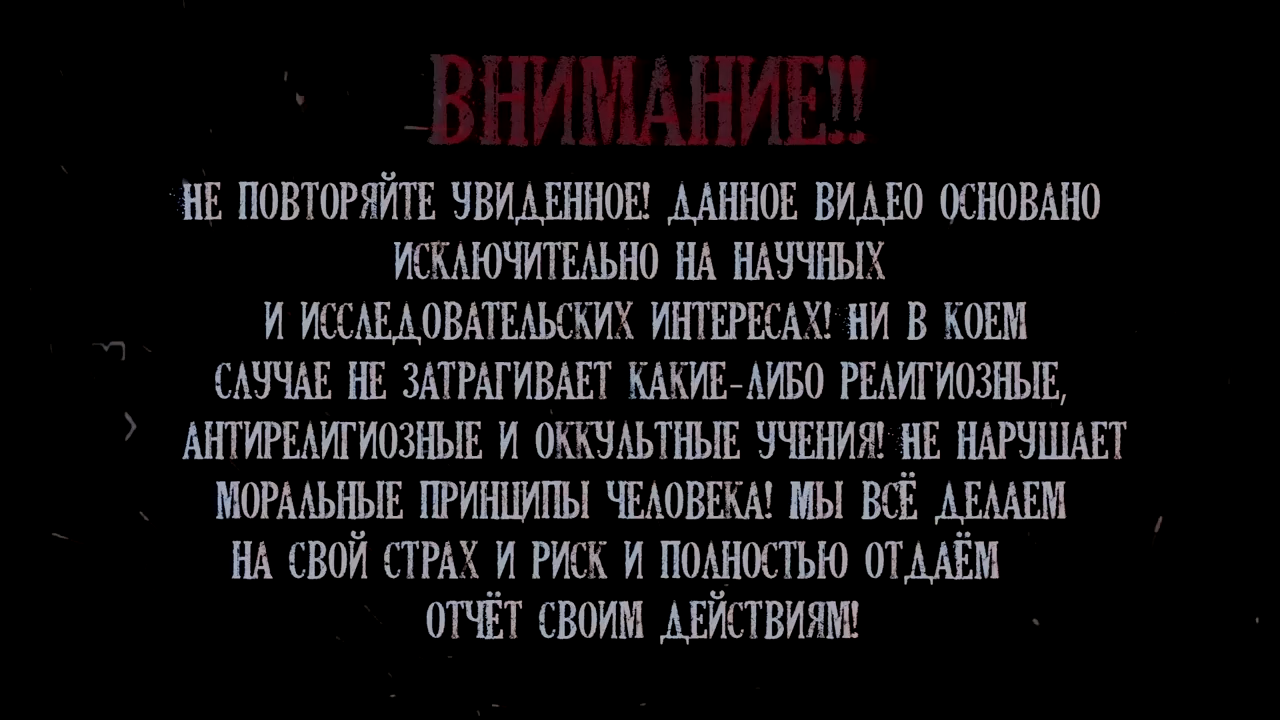 ВНИМАНИЕ!!
НЕ ПОВТОРЯЙТЕ УВИДЕННОЕ! ДАННОЕ ВИДЕО ОСНОВАНО
ИСКЛЮЧИТЕЛЬНО НА НАУЧНЫХ
И ИССЛЕДОВАТЕЛЬСКИХ ИНТЕРЕСАХ! НИ В КОЕМ
СЛУЧАЕ НЕ ЗАТРАГИВАЕТ КАКИЕ-ЛИБО РЕЛИГИОЗНЫЕ,
АНТИРЕЛИГИОЗНЫЕ И ОККУЛЬТНЫЕ УЧЕНИЯ! НЕ НАРУШАЕТ
МОРАЛЬНЫЕ ПРИНЦИПЫ ЧЕЛОВЕКА! МЫ ВСЁ ДЕЛАЕМ
НА СВОЙ СТРАХ И РИСК И ПОЛНОСТЬЮ ОТДАЁМ
ОТЧЁТ СВОИМ ДЕЙСТВИЯМ!